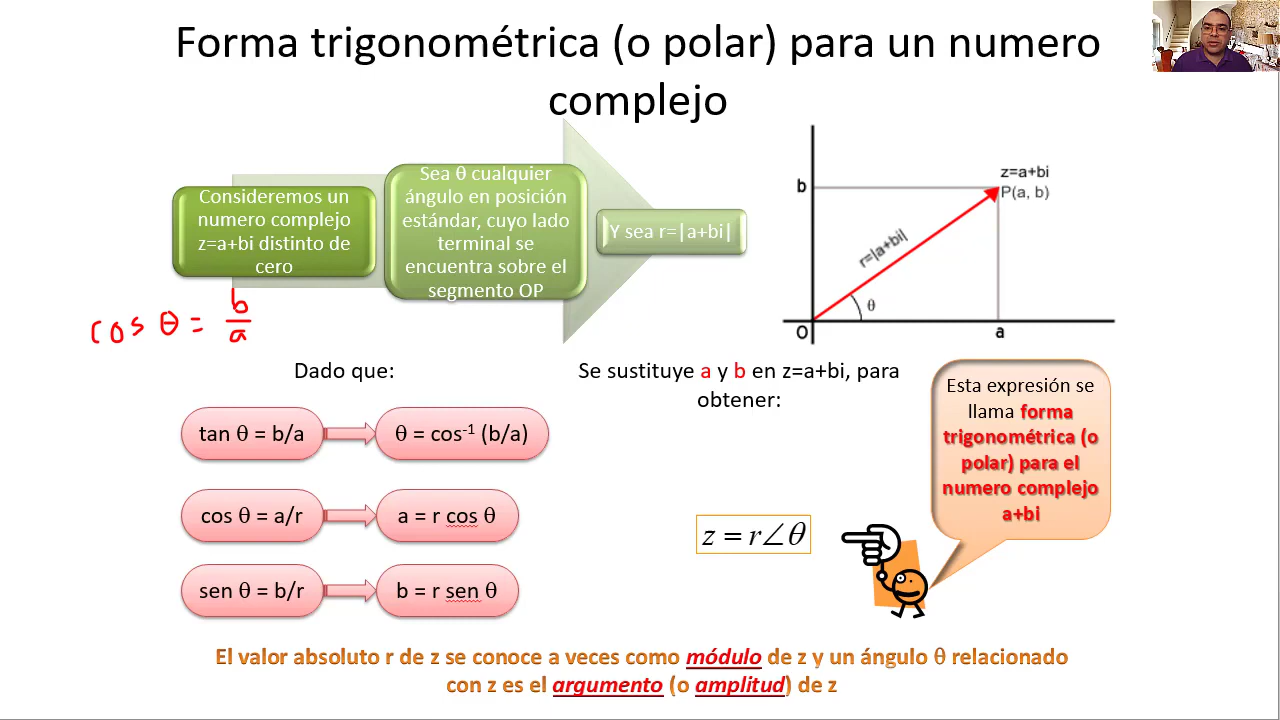 Forma trigonométrica (o polar) para un numero
complejo
Consideremos un
numero complejo
z=a+bi distinto de
cero
Sea θ cualquier
ángulo en posición
estándar, cuyo lado
terminal se
encuentra sobre el
segmento OP
Y sea r=|a+bi|
b
z=a+bi
P(a, b)
r=|a+bi|
θ
O
a
cos θ = b/a
Dado que:
tan θ = b/a
θ = cos⁻¹ (b/a)
cos θ = a/r
a = r cos θ
sen θ = b/r
b = r sen θ
Se sustituye a y b en z=a+bi, para
obtener:
z = r∠θ
Esta expresión se
llama forma
trigonométrica (o
polar) para el
numero complejo
a+bi
El valor absoluto r de z se conoce a veces como módulo de z y un ángulo θ relacionado
con z es el argumento (o amplitud) de z